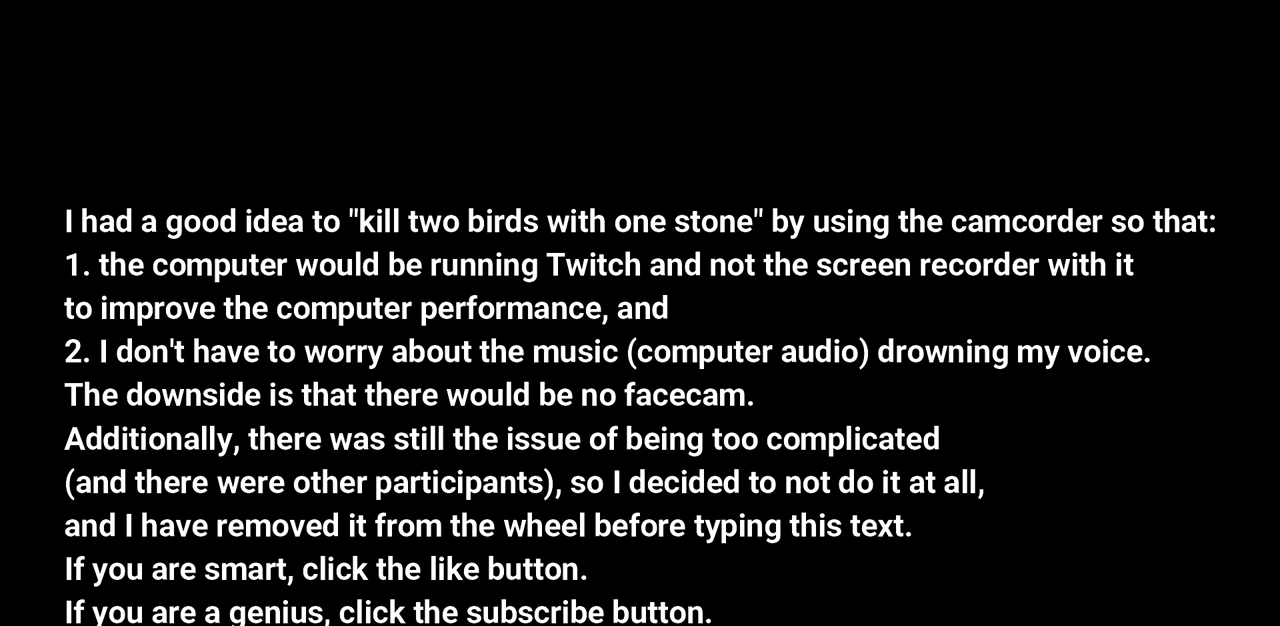 I had a good idea to "kill two birds with one stone" by using the camcorder so that:
1. the computer would be running Twitch and not the screen recorder with it
to improve the computer performance, and
2. I don't have to worry about the music (computer audio) drowning my voice.
The downside is that there would be no facecam.
Additionally, there was still the issue of being too complicated
(and there were other participants), so I decided to not do it at all,
and I have removed it from the wheel before typing this text.
If you are smart, click the like button.
If you are a genius, click the subscribe button.